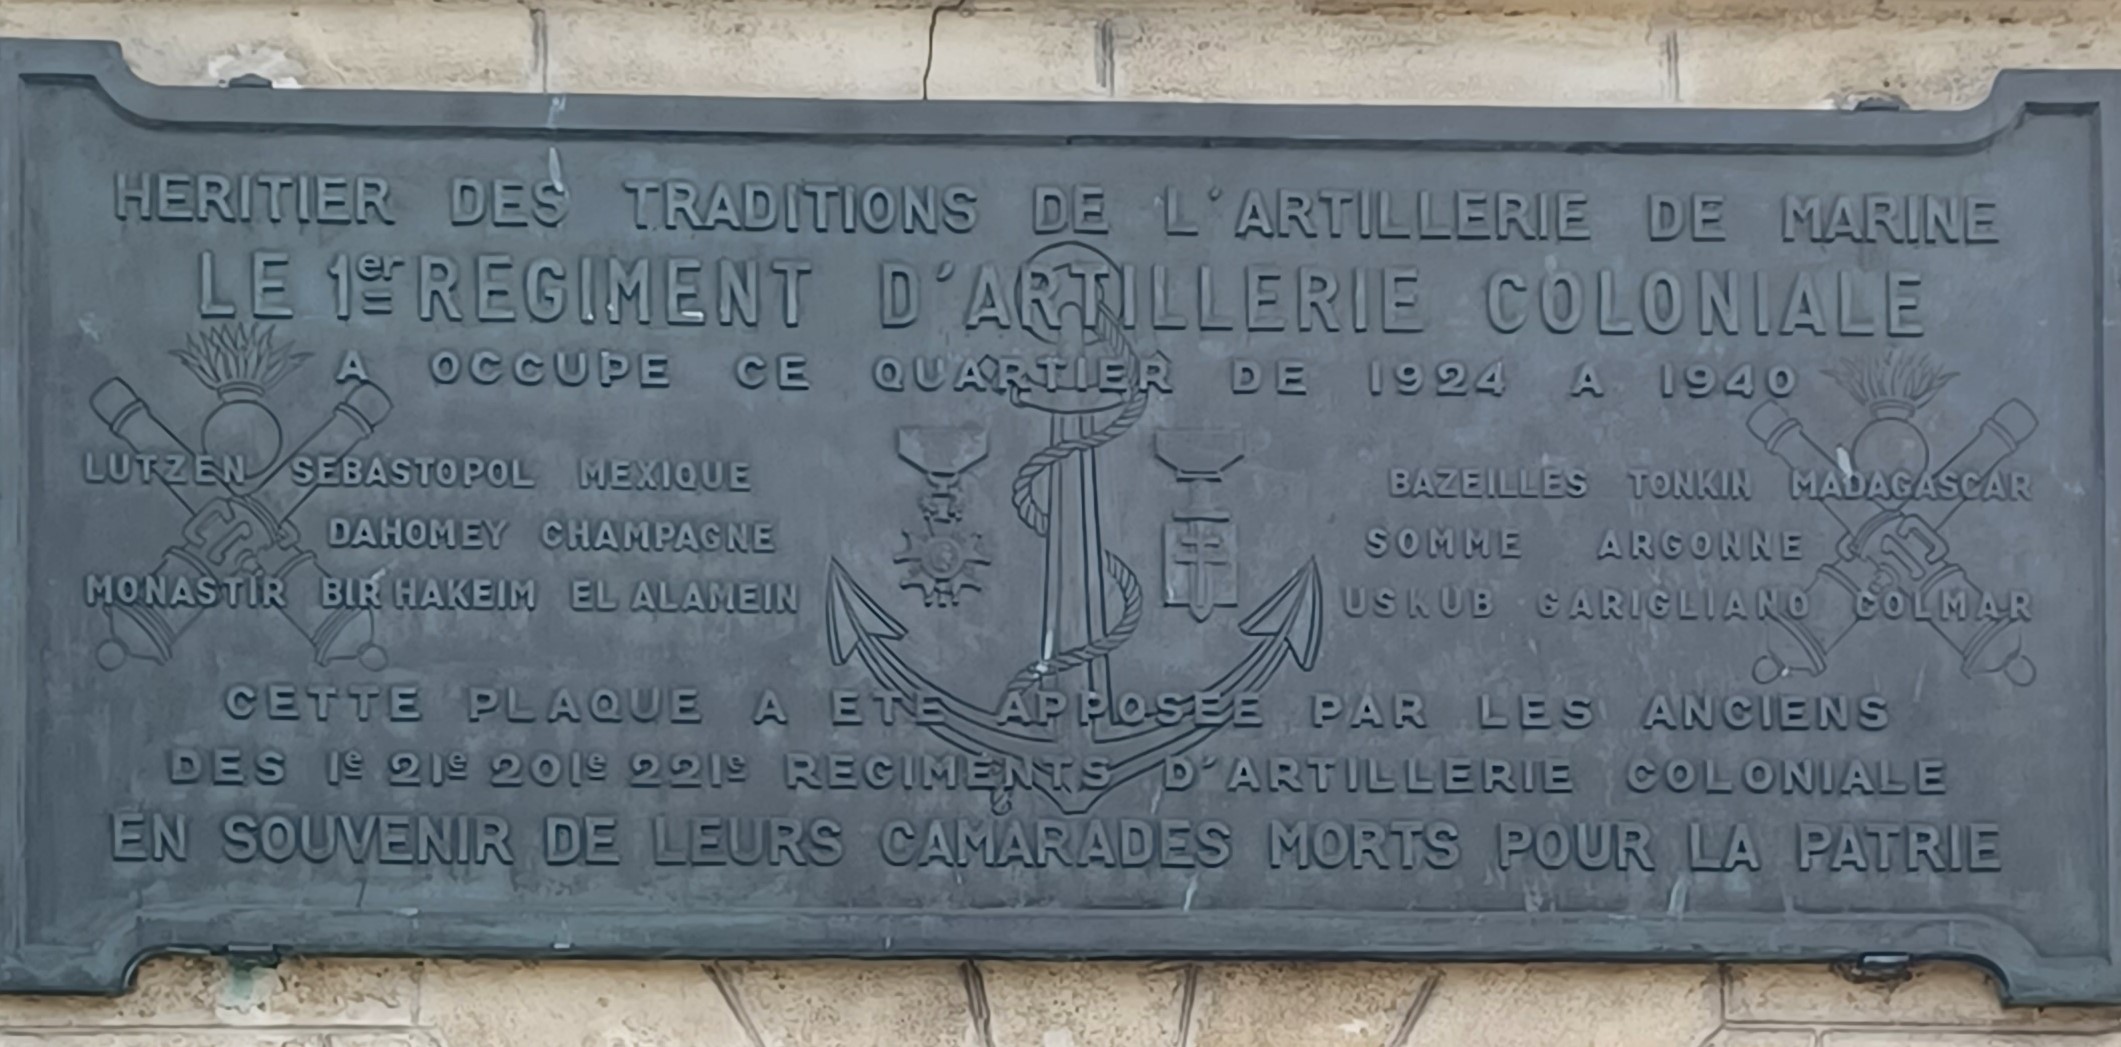 HERITIER DES TRADITIONS DE L'ARTILLERIE DE MARINE
LE 1er REGIMENT D'ARTILLERIE COLONIALE
A OCCUPE CE QUARTIER DE 1924 A 1940
LUTZEN SEBASTOPOL MEXIQUE BAZEILLES TONKIN MADAGASCAR
DAHOMEY CHAMPAGNE SOMME ARGONNE
MONASTIR BIR HAKEIM EL ALAMEIN USKUB GARIGLIANO COLMAR
CETTE PLAQUE A ETE APPOSEE PAR LES ANCIENS
DES 1e 21e 201e 221e REGIMENTS D'ARTILLERIE COLONIALE
EN SOUVENIR DE LEURS CAMARADES MORTS POUR LA PATRIE